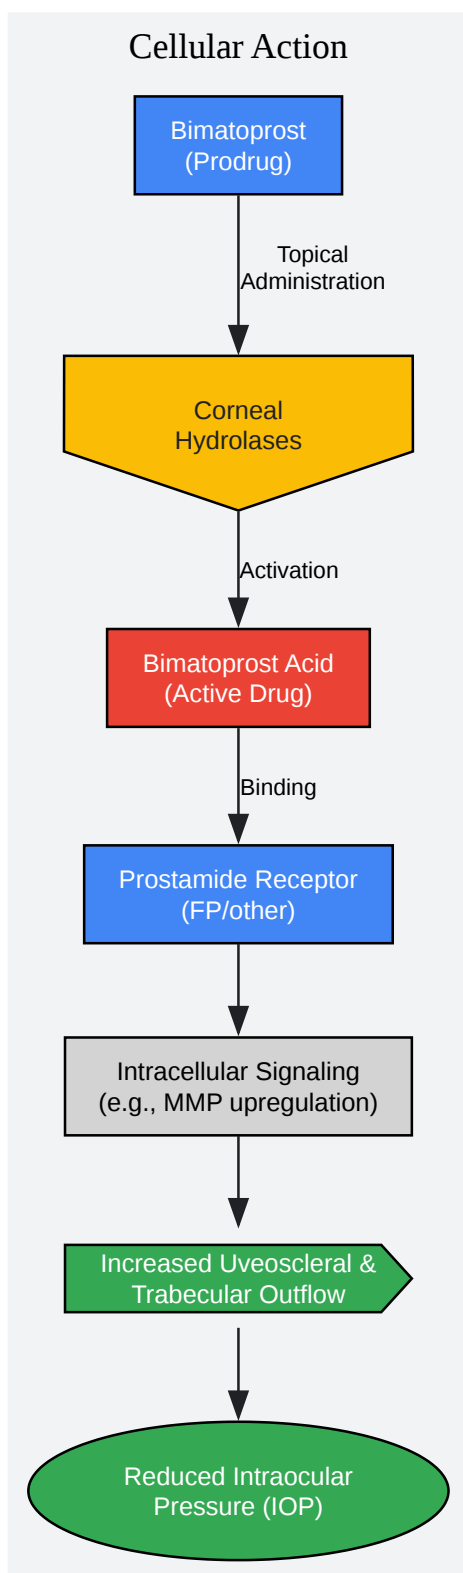 Cellular Action
Bimatoprost
(Prodrug)
Topical
Administration
Corneal
Hydrolases
Activation
Bimatoprost Acid
(Active Drug)
Binding
Prostamide Receptor
(FP/other)
Intracellular Signaling
(e.g., MMP upregulation)
Increased Uveoscleral &
Trabecular Outflow
Reduced Intraocular
Pressure (IOP)